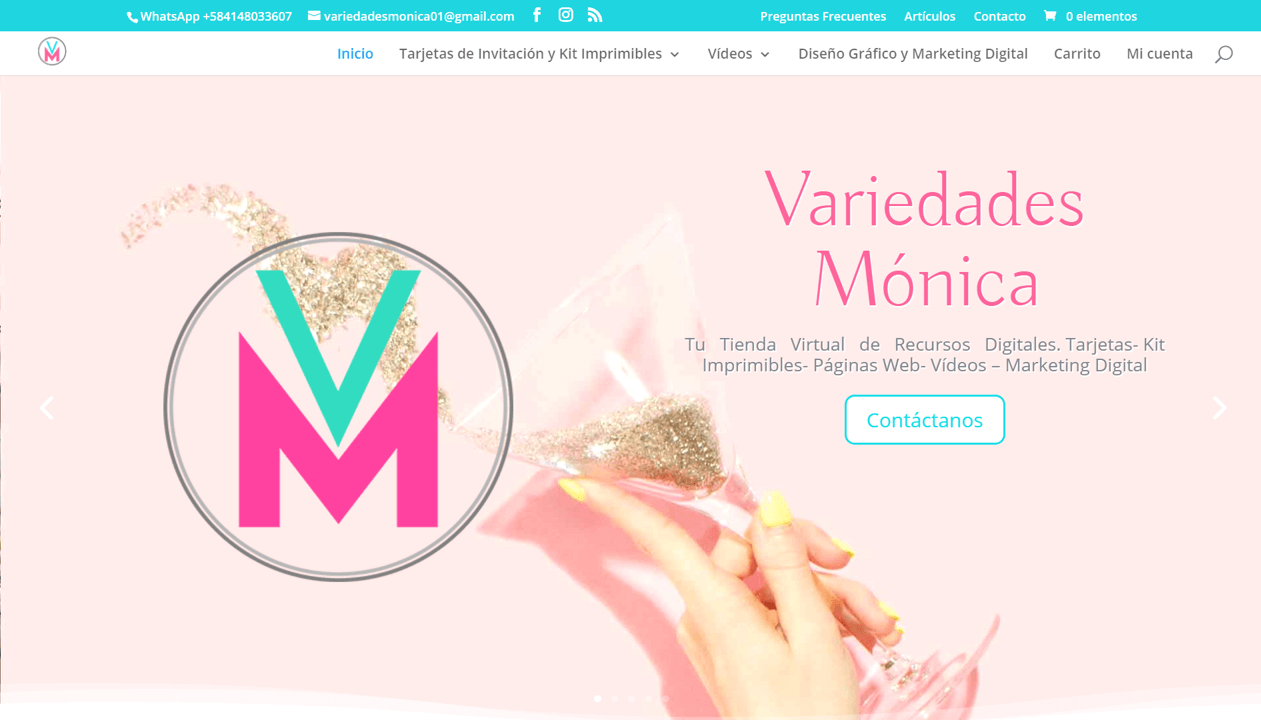 WhatsApp +584148033607 variedadesmonica01@gmail.com Preguntas Frecuentes Artículos Contacto 0 elementos
VM Inicio Tarjetas de Invitación y Kit Imprimibles Vídeos Diseño Gráfico y Marketing Digital Carrito Mi cuenta
Variedades
Mónica
VM
Tu Tienda Virtual de Recursos Digitales. Tarjetas- Kit
Imprimibles- Páginas Web- Vídeos – Marketing Digital
Contáctanos